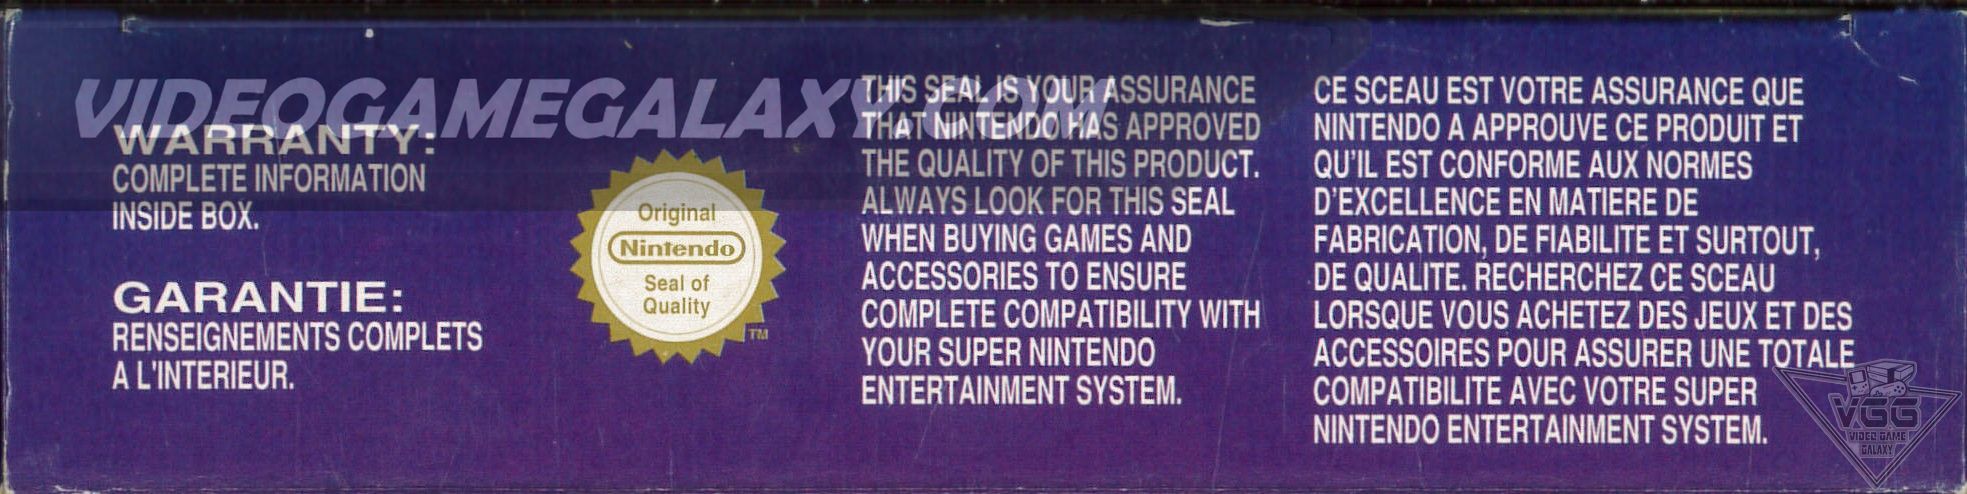 VIDEOGAMEGALAXY.COM
WARRANTY:
COMPLETE INFORMATION
INSIDE BOX.
GARANTIE:
RENSEIGNEMENTS COMPLETS
A L'INTERIEUR.
Original
Nintendo
Seal of
Quality
TM
THIS SEAL IS YOUR ASSURANCE
THAT NINTENDO HAS APPROVED
THE QUALITY OF THIS PRODUCT.
ALWAYS LOOK FOR THIS SEAL
WHEN BUYING GAMES AND
ACCESSORIES TO ENSURE
COMPLETE COMPATIBILITY WITH
YOUR SUPER NINTENDO
ENTERTAINMENT SYSTEM.
CE SCEAU EST VOTRE ASSURANCE QUE
NINTENDO A APPROUVE CE PRODUIT ET
QU'IL EST CONFORME AUX NORMES
D'EXCELLENCE EN MATIERE DE
FABRICATION, DE FIABILITE ET SURTOUT,
DE QUALITE. RECHERCHEZ CE SCEAU
LORSQUE VOUS ACHETEZ DES JEUX ET DES
ACCESSOIRES POUR ASSURER UNE TOTALE
COMPATIBILITE AVEC VOTRE SUPER
NINTENDO ENTERTAINMENT SYSTEM.
VGG
VIDEO GAME
GALAXY